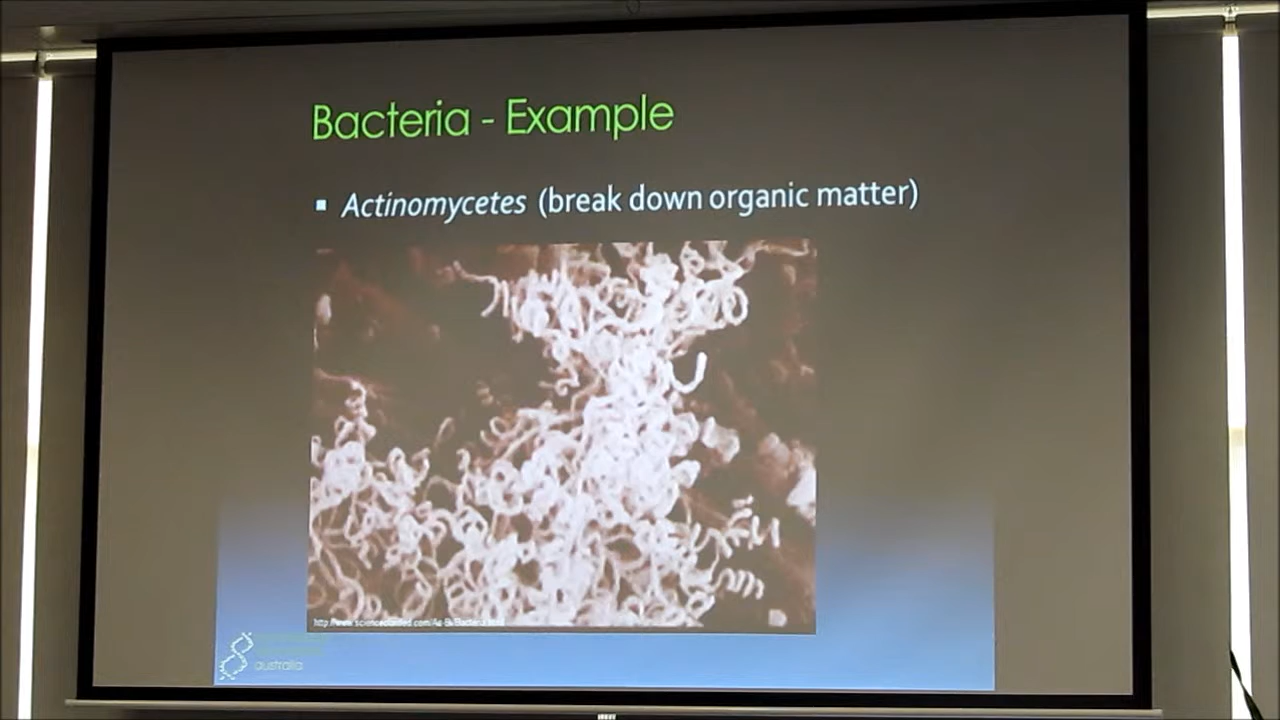 Bacteria - Example
▪ Actinomycetes (break down organic matter)
australia